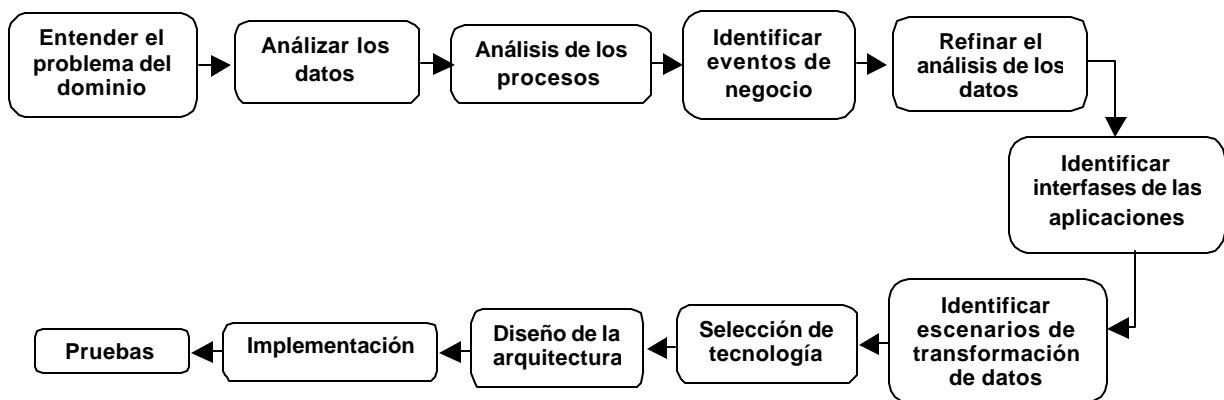 Entender el
problema del
dominio
Análizar los
datos
Análisis de los
procesos
Identificar
eventos de
negocio
Refinar el
análisis de los
datos
Identificar
interfases de las
aplicaciones
Identificar
escenarios de
transformación
de datos
Selección de
tecnología
Diseño de la
arquitectura
Implementación
Pruebas